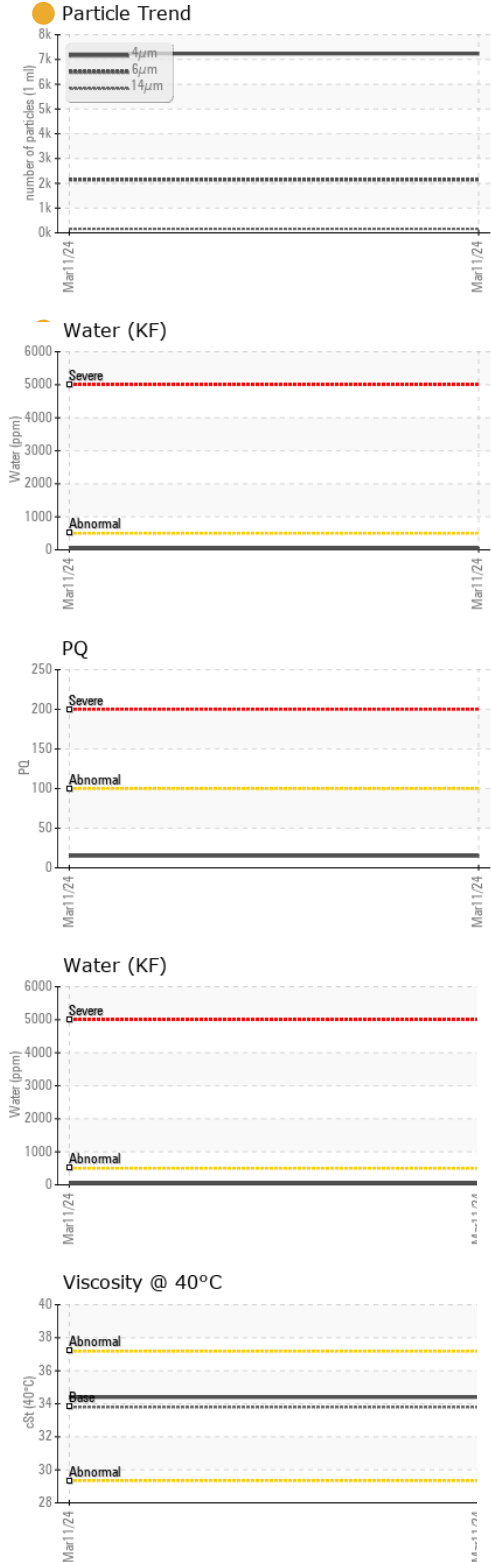 Particle Trend
8k
7k
6k
5k
4k
3k
2k
1k
0k
number of particles (1 ml)
4µm
6µm
14µm
Mar11/24
Mar11/24
Water (KF)
6000
5000
4000
3000
2000
1000
0
Water (ppm)
Severe
Abnormal
Mar11/24
Mar11/24
PQ
250
200
150
100
50
0
PQ
Severe
Abnormal
Mar11/24
Mar11/24
Water (KF)
6000
5000
4000
3000
2000
1000
0
Water (ppm)
Severe
Abnormal
Mar11/24
Mar11/24
Viscosity @ 40°C
40
38
36
34
32
30
28
cSt (40°C)
Abnormal
Base
Abnormal
Mar11/24
Mar11/24